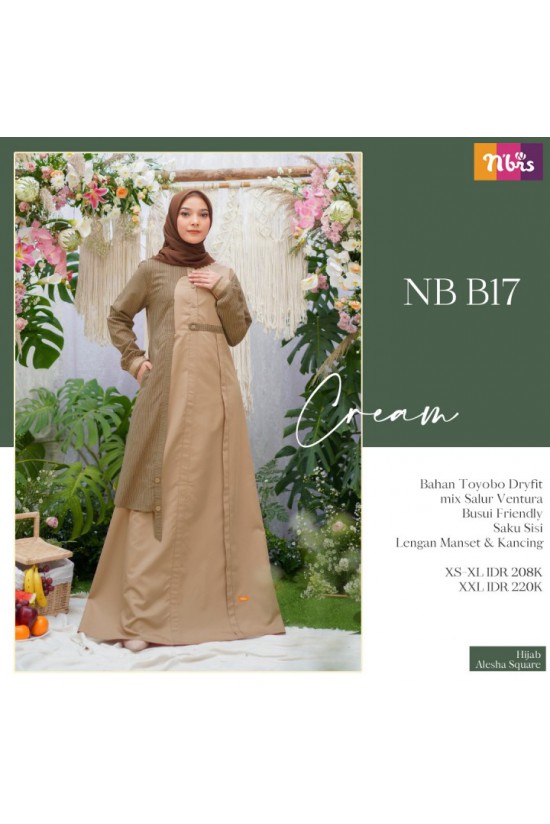 N'brs
NB B17
Cream
Bahan Toyobo Dryfit
mix Salur Ventura
Busui Friendly
Saku Sisi
Lengan Manset & Kancing
XS-XL IDR 208K
XXL IDR 220K
Hijab
Alesha Square